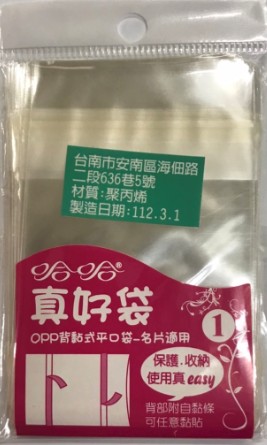 台南市安南區海佃路
二段636巷5號
材質:聚丙烯
製造日期:112.3.1
哈哈®
真好袋
1
OPP背黏式平口袋-名片適用
保護.收納
使用真easy
背部附自黏條
可任意黏貼